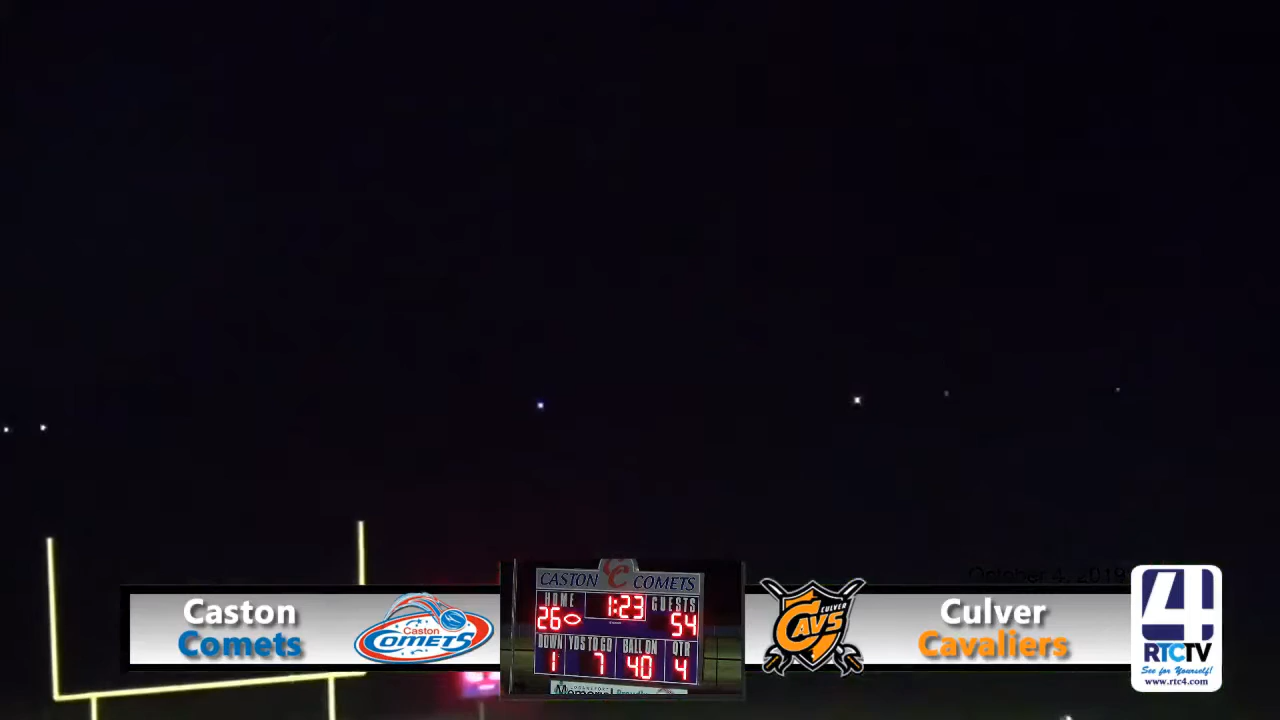 October 4, 2019
Caston
Comets
Caston
COMETS
CC
CASTON COMETS
HOME 1:23 GUESTS
26 54
DOWN YDS TO GO BALL ON QTR
1 7 40 4
Memorial
CULVER
CAVS
Culver
Cavaliers
4
RTCTV
See for Yourself!
www.rtc4.com